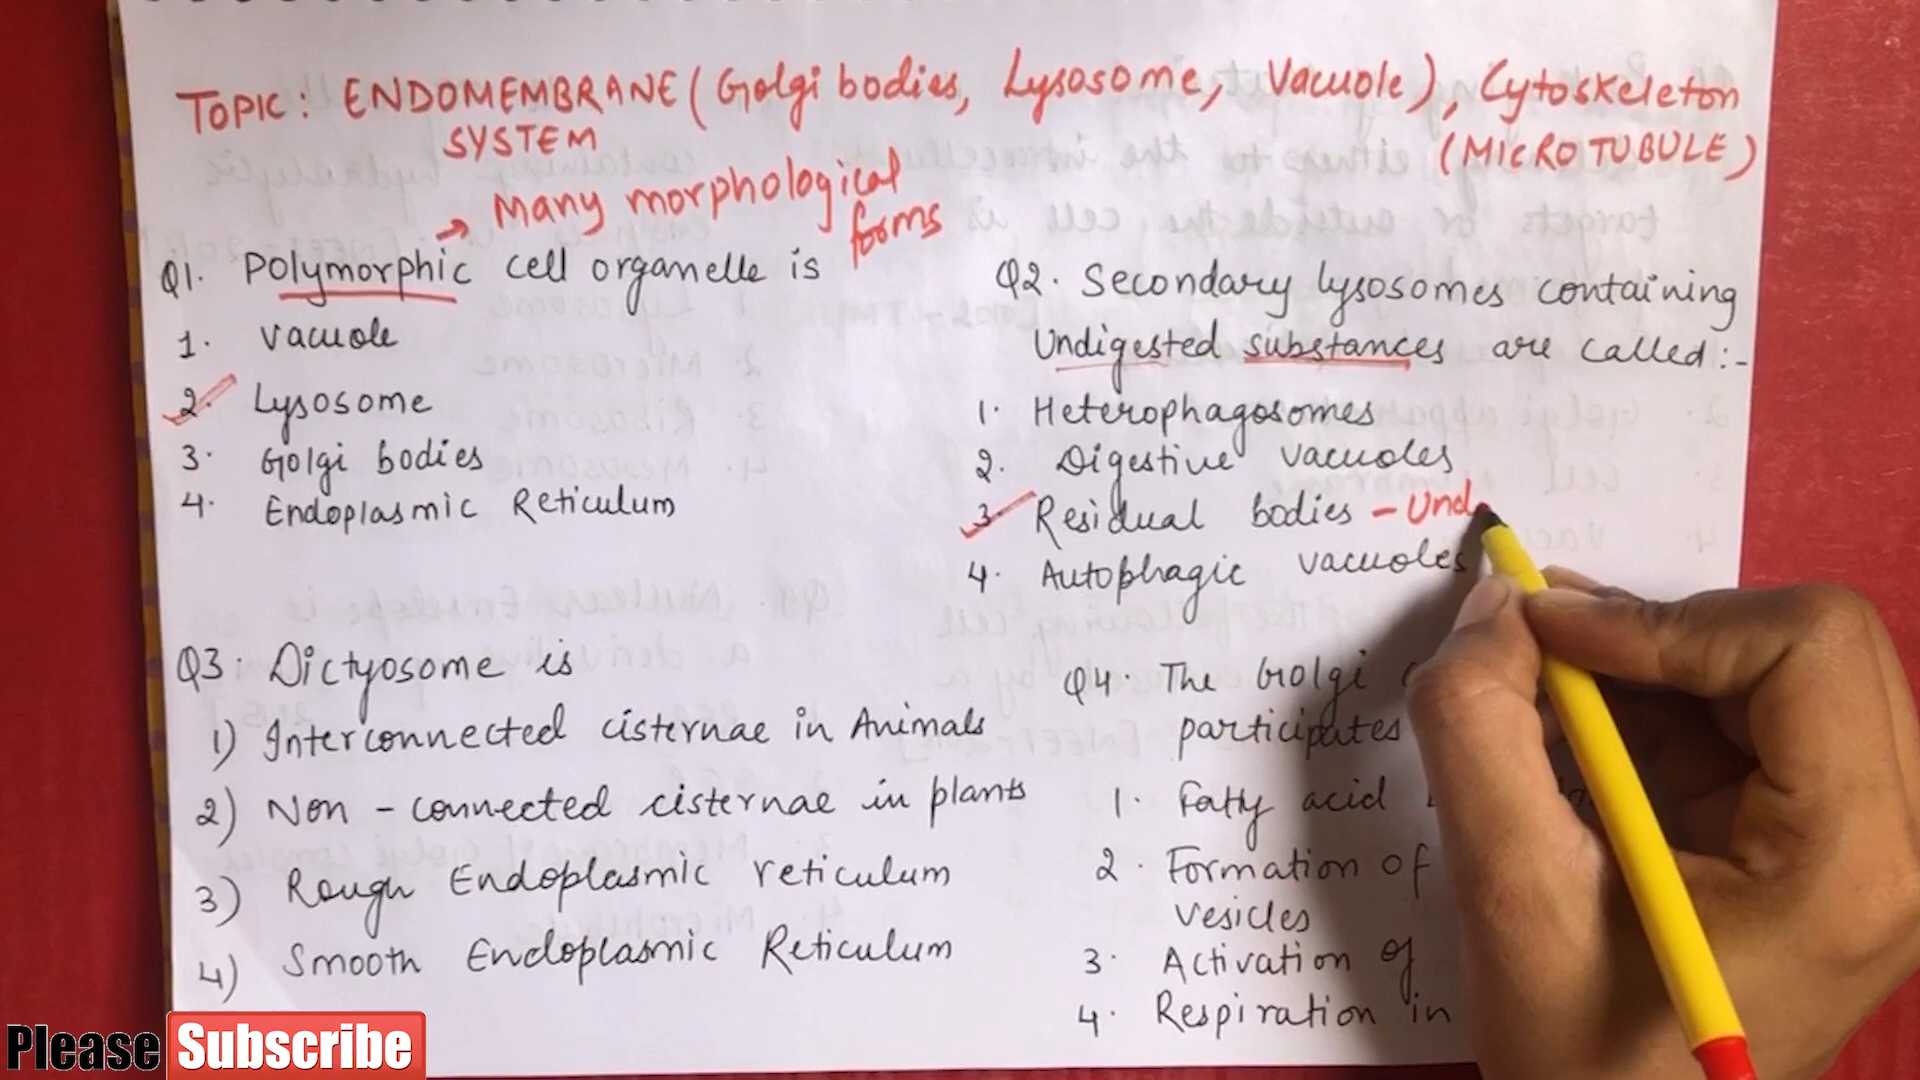 TOPIC: ENDOMEMBRANE (Golgi bodies, Lysosome, Vacuole), Cytoskeleton
SYSTEM
(MICROTUBULE)
→ Many morphological
forms
Q1. Polymorphic cell organelle is
1. Vacuole
2. Lysosome
3. Golgi bodies
4. Endoplasmic Reticulum
Q2. Secondary lysosomes containing
Undigested substances are called:-
1. Heterophagosomes
2. Digestive vacuoles
3. Residual bodies - Und
4. Autophagic vacuoles
Q3. Dictyosome is
1) Interconnected cisternae in Animals
2) Non - connected cisternae in plants
3) Rough Endoplasmic reticulum
4) Smooth Endoplasmic Reticulum
Q4. The Golgi
participates
1. Fatty acid
2. Formation of
vesicles
3. Activation of
4. Respiration in
Please Subscribe